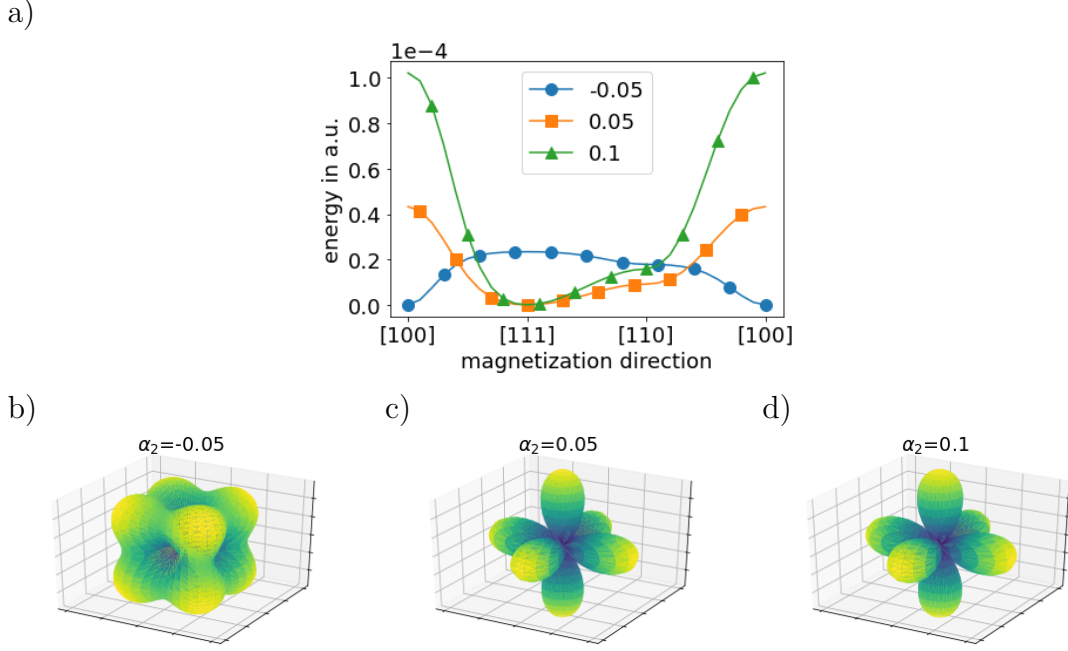 a)
1e−4
1.0
0.8
0.6
0.4
0.2
0.0
energy in a.u.
-0.05
0.05
0.1
[100] [111] [110] [100]
magnetization direction
b) c) d)
α₂=-0.05 α₂=0.05 α₂=0.1